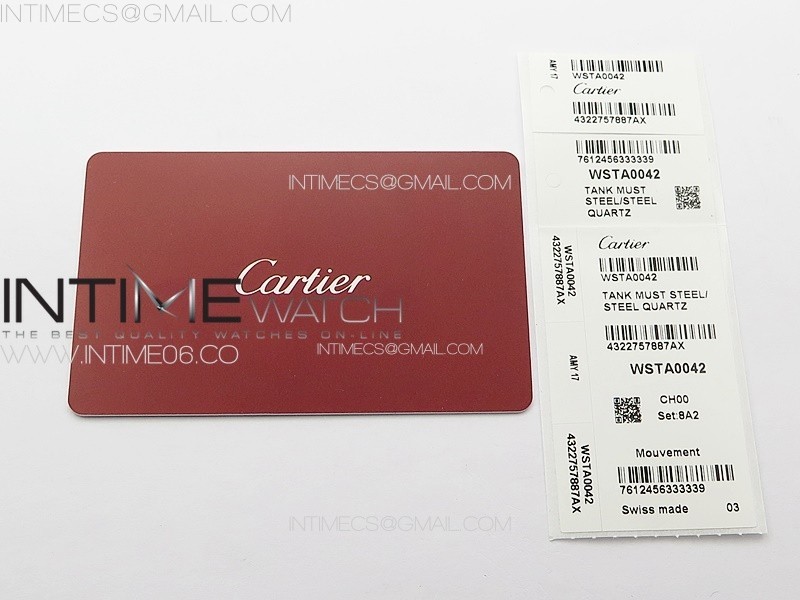 INTIMECS@GMAIL.COM
AMY 17
WSTA0042
Cartier
4322757887AX
7612456333339
WSTA0042
TANK MUST
STEEL/STEEL
QUARTZ
INTIMECS@GMAIL.COM
Cartier
INTIMEWATCH
THE BEST QUALITY WATCHES ON-LINE
WWW.INTIME06.CO
INTIMECS@GMAIL.COM
WSTA0042
4322757887AX
Cartier
WSTA0042
TANK MUST STEEL/
STEEL QUARTZ
4322757887AX
AMY 17
WSTA0042
CH00
Set:8A2
WSTA0042
4322757887AX
Mouvement
7612456333339
Swiss made 03
INTIMECS@GMAIL.COM